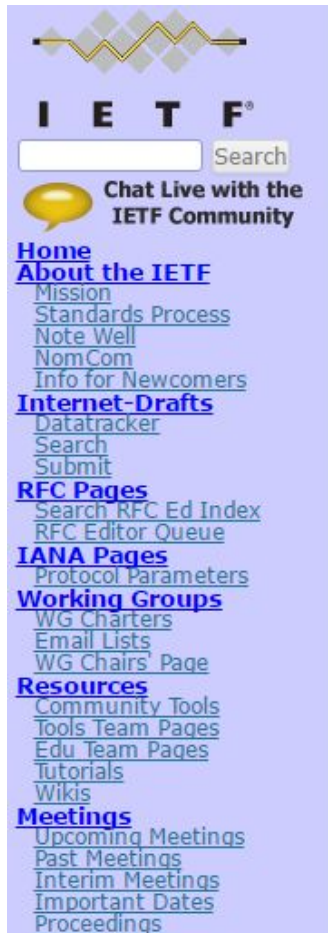 I E T F®
Search
Chat Live with the
IETF Community
Home
About the IETF
Mission
Standards Process
Note Well
NomCom
Info for Newcomers
Internet-Drafts
Datatracker
Search
Submit
RFC Pages
Search RFC Ed Index
RFC Editor Queue
IANA Pages
Protocol Parameters
Working Groups
WG Charters
Email Lists
WG Chairs' Page
Resources
Community Tools
Tools Team Pages
Edu Team Pages
Tutorials
Wikis
Meetings
Upcoming Meetings
Past Meetings
Interim Meetings
Important Dates
Proceedings